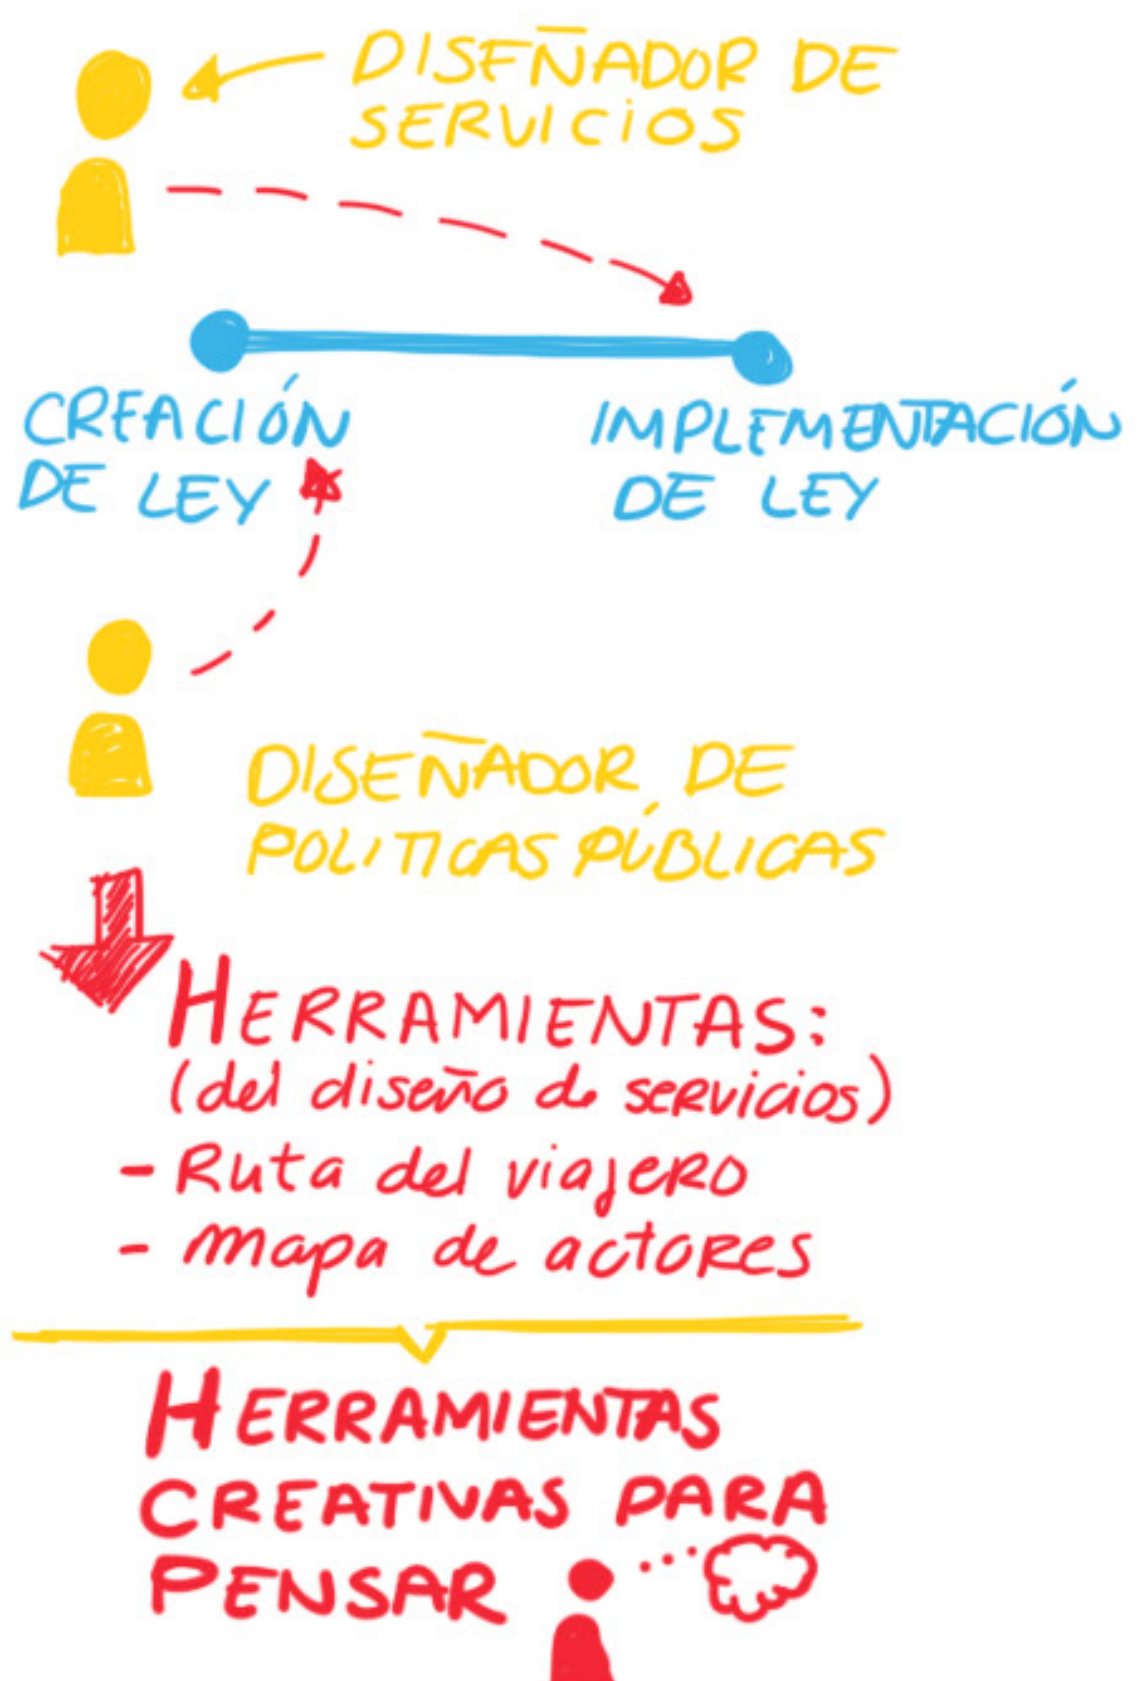 DISEÑADOR DE
SERVICIOS
CREACIÓN
DE LEY
IMPLEMENTACIÓN
DE LEY
DISEÑADOR DE
POLITICAS PÚBLICAS
HERRAMIENTAS:
(del diseño de servicios)
- Ruta del viajero
- mapa de actores
HERRAMIENTAS
CREATIVAS PARA
PENSAR